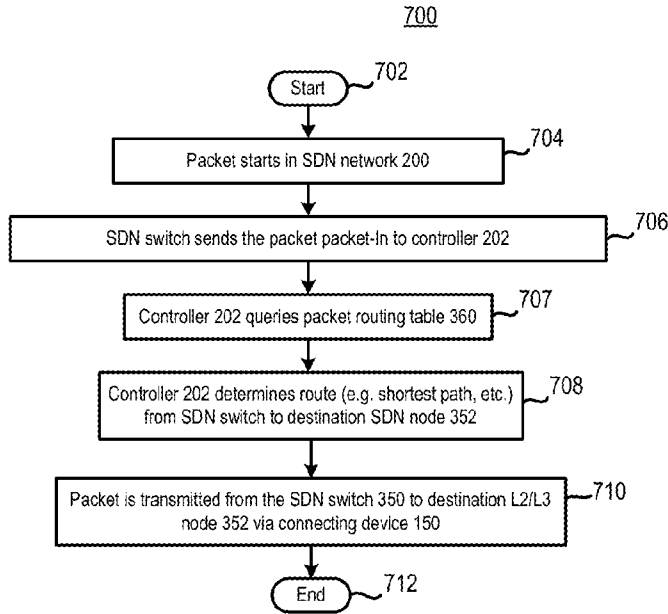 700
702
Start
704
Packet starts in SDN network 200
706
SDN switch sends the packet packet-In to controller 202
707
Controller 202 queries packet routing table 360
708
Controller 202 determines route (e.g. shortest path, etc.)
from SDN switch to destination SDN node 352
710
Packet is transmitted from the SDN switch 350 to destination L2/L3
node 352 via connecting device 150
End
712